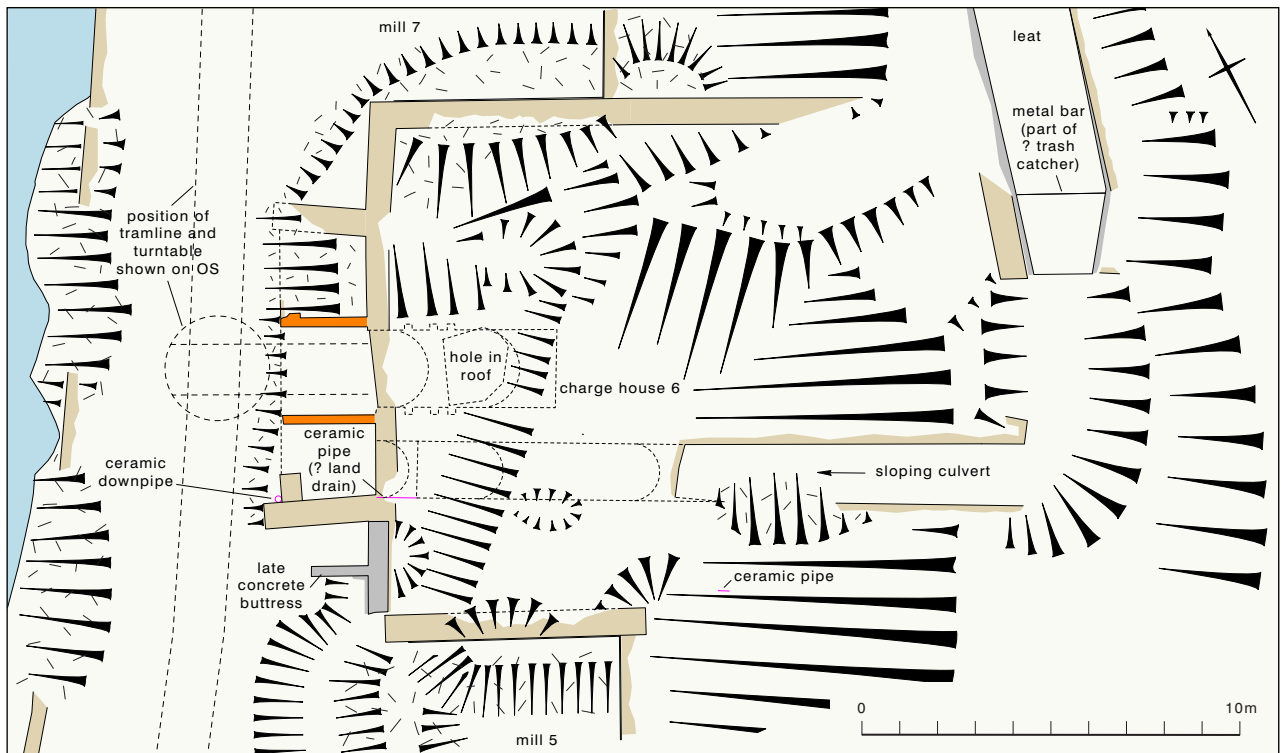 mill 7
leat
metal bar
(part of
? trash
catcher)
position of
tramline and
turntable
shown on OS
hole in
roof
charge house 6
ceramic
pipe
(? land
drain)
ceramic
downpipe
sloping culvert
late
concrete
buttress
ceramic pipe
mill 5
0
10m